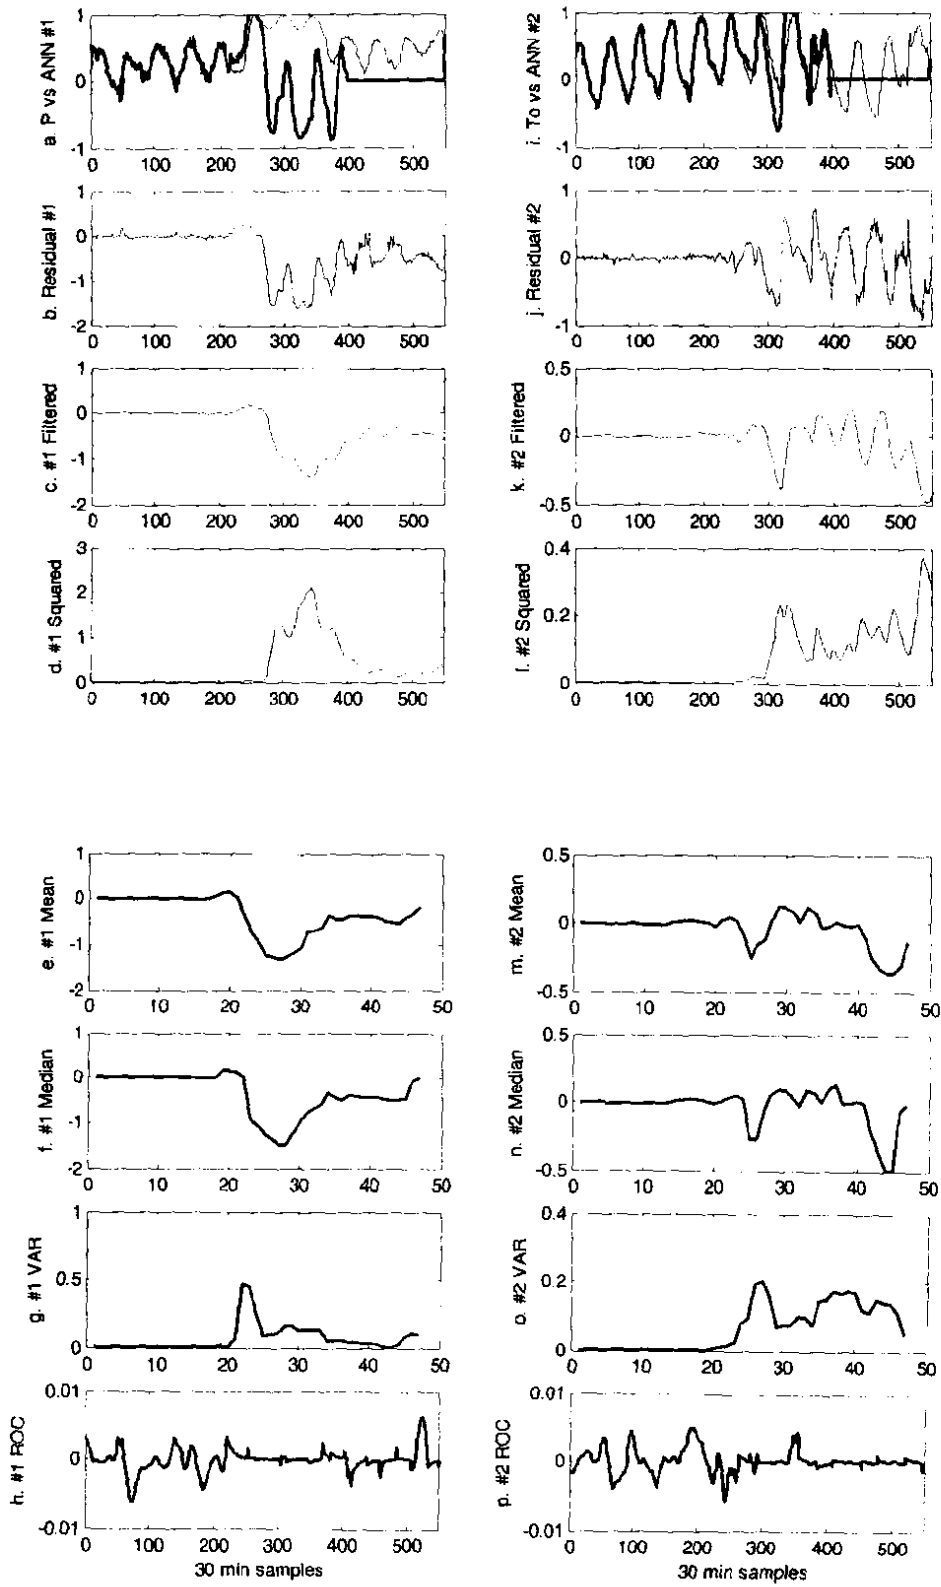 a. P vs ANN #1
1
0
-1
0 100 200 300 400 500
b. Residual #1
1
0
-1
-2
0 100 200 300 400 500
c. #1 Filtered
1
0
-1
-2
0 100 200 300 400 500
d. #1 Squared
3
2
1
0
0 100 200 300 400 500
i. To vs ANN #2
1
0
-1
0 100 200 300 400 500
j. Residual #2
1
0
-1
0 100 200 300 400 500
k. #2 Filtered
0.5
0
-0.5
0 100 200 300 400 500
l. #2 Squared
0.4
0.2
0
0 100 200 300 400 500
e. #1 Mean
1
0
-1
-2
0 10 20 30 40 50
f. #1 Median
1
0
-1
-2
0 10 20 30 40 50
g. #1 VAR
1
0.5
0
0 10 20 30 40 50
h. #1 ROC
0.01
0
-0.01
0 100 200 300 400 500
30 min samples
m. #2 Mean
0.5
0
-0.5
0 10 20 30 40 50
n. #2 Median
0.5
0
-0.5
0 10 20 30 40 50
o. #2 VAR
0.4
0.2
0
0 10 20 30 40 50
p. #2 ROC
0.01
0
-0.01
0 100 200 300 400 500
30 min samples